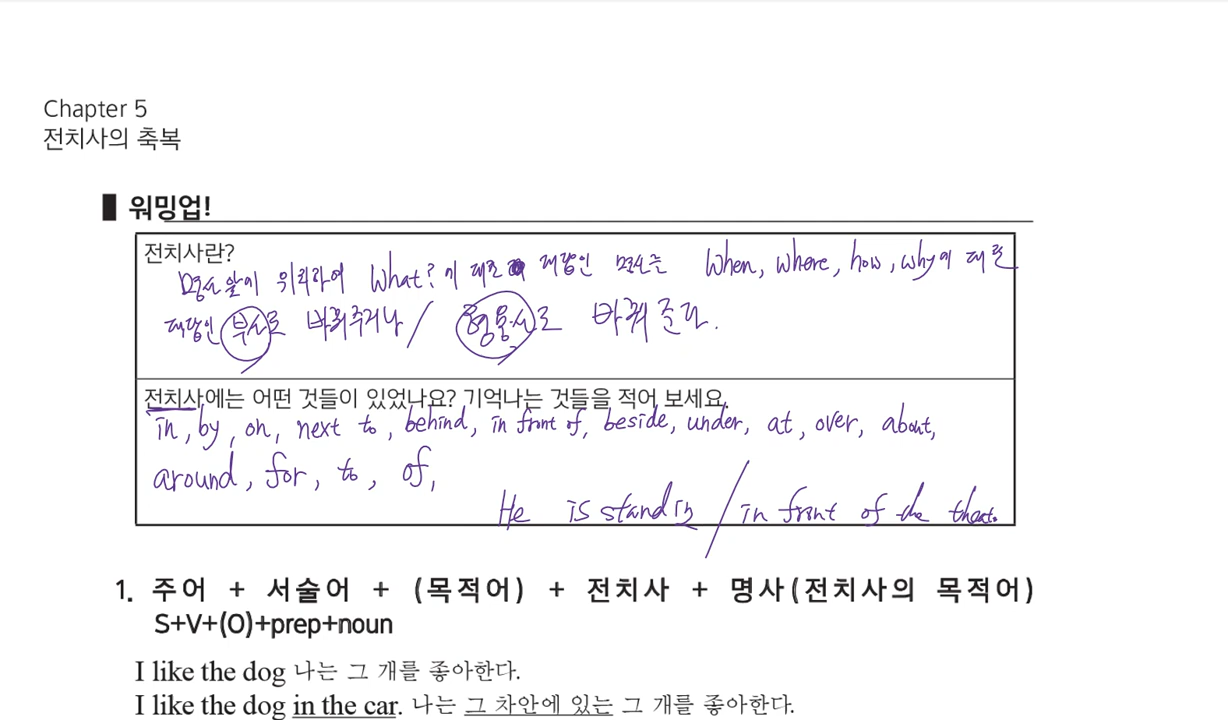 Chapter 5
전치사의 축복
워밍업!
전치사란?
명사 앞에 위치하여 What? 에 대한 대답인 명사를 When, where, how, why에 대한
대답인 부사로 바꿔주거나 / 형용사로 바꿔 준다.
전치사에는 어떤 것들이 있었나요? 기억나는 것들을 적어 보세요.
in, by, on, next to, behind, in front of, beside, under, at, over, about,
around, for, to, of,
He is standing / in front of the
1. 주어 + 서술어 + (목적어) + 전치사 + 명사(전치사의 목적어)
S+V+(O)+prep+noun
I like the dog 나는 그 개를 좋아한다.
I like the dog in the car. 나는 그 차안에 있는 그 개를 좋아한다.